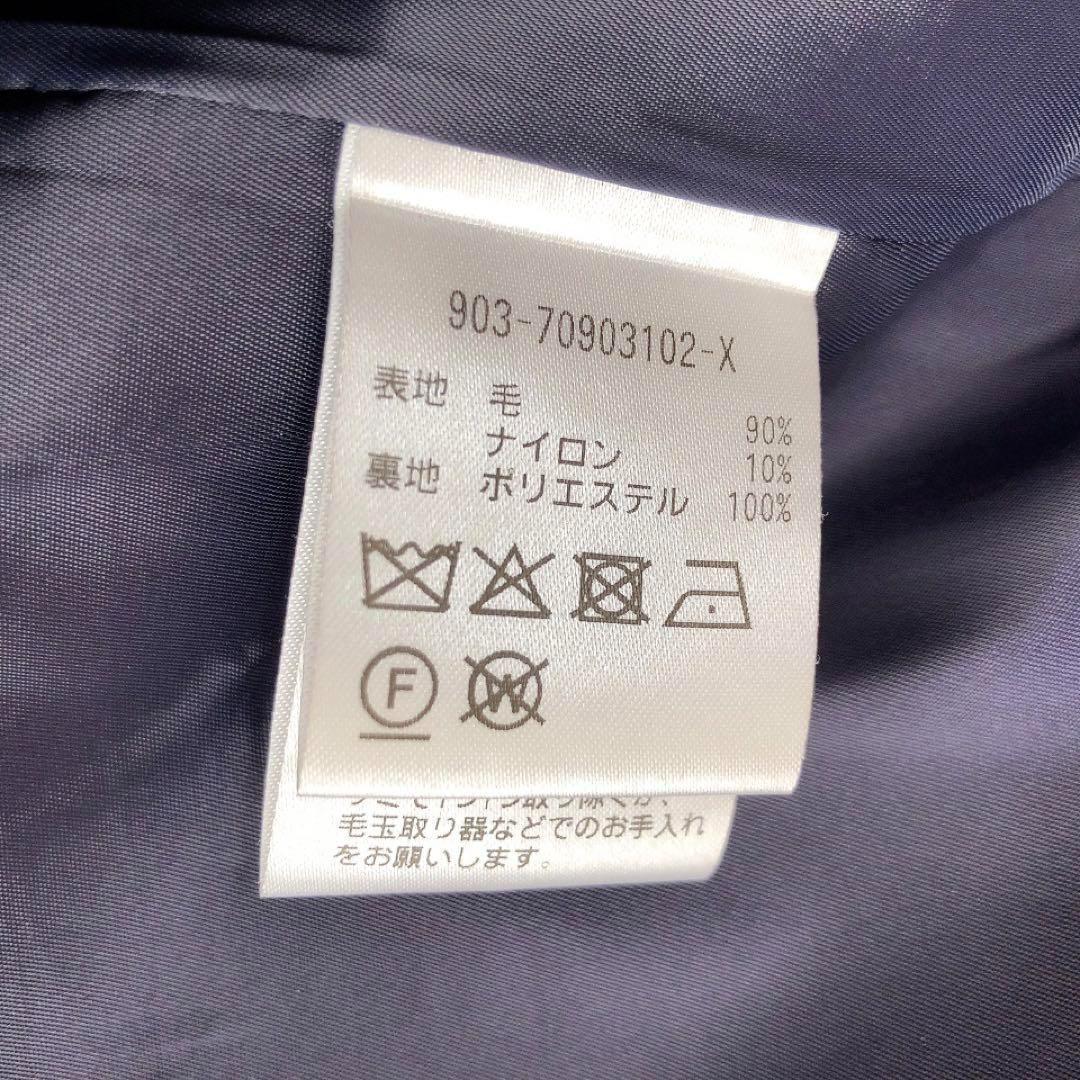 903-70903102-X
表地 毛 90%
ナイロン 10%
裏地 ポリエステル 100%
F
W
毛玉取り器などでのお手入れ
をお願いします。